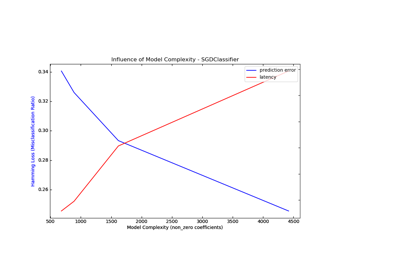 Influence of Model Complexity - SGDClassifier
prediction error
latency
0.34
0.32
0.30
0.28
0.26
Hamming Loss (Misclassification Ratio)
500 1000 1500 2000 2500 3000 3500 4000 4500
Model Complexity (non_zero coefficients)